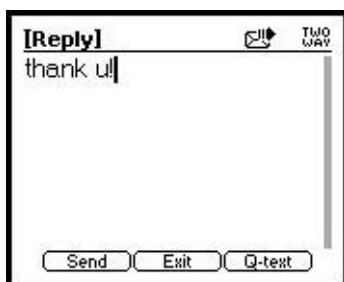 [Reply]
TWO
WAY
thank u!
Send
Exit
Q-text